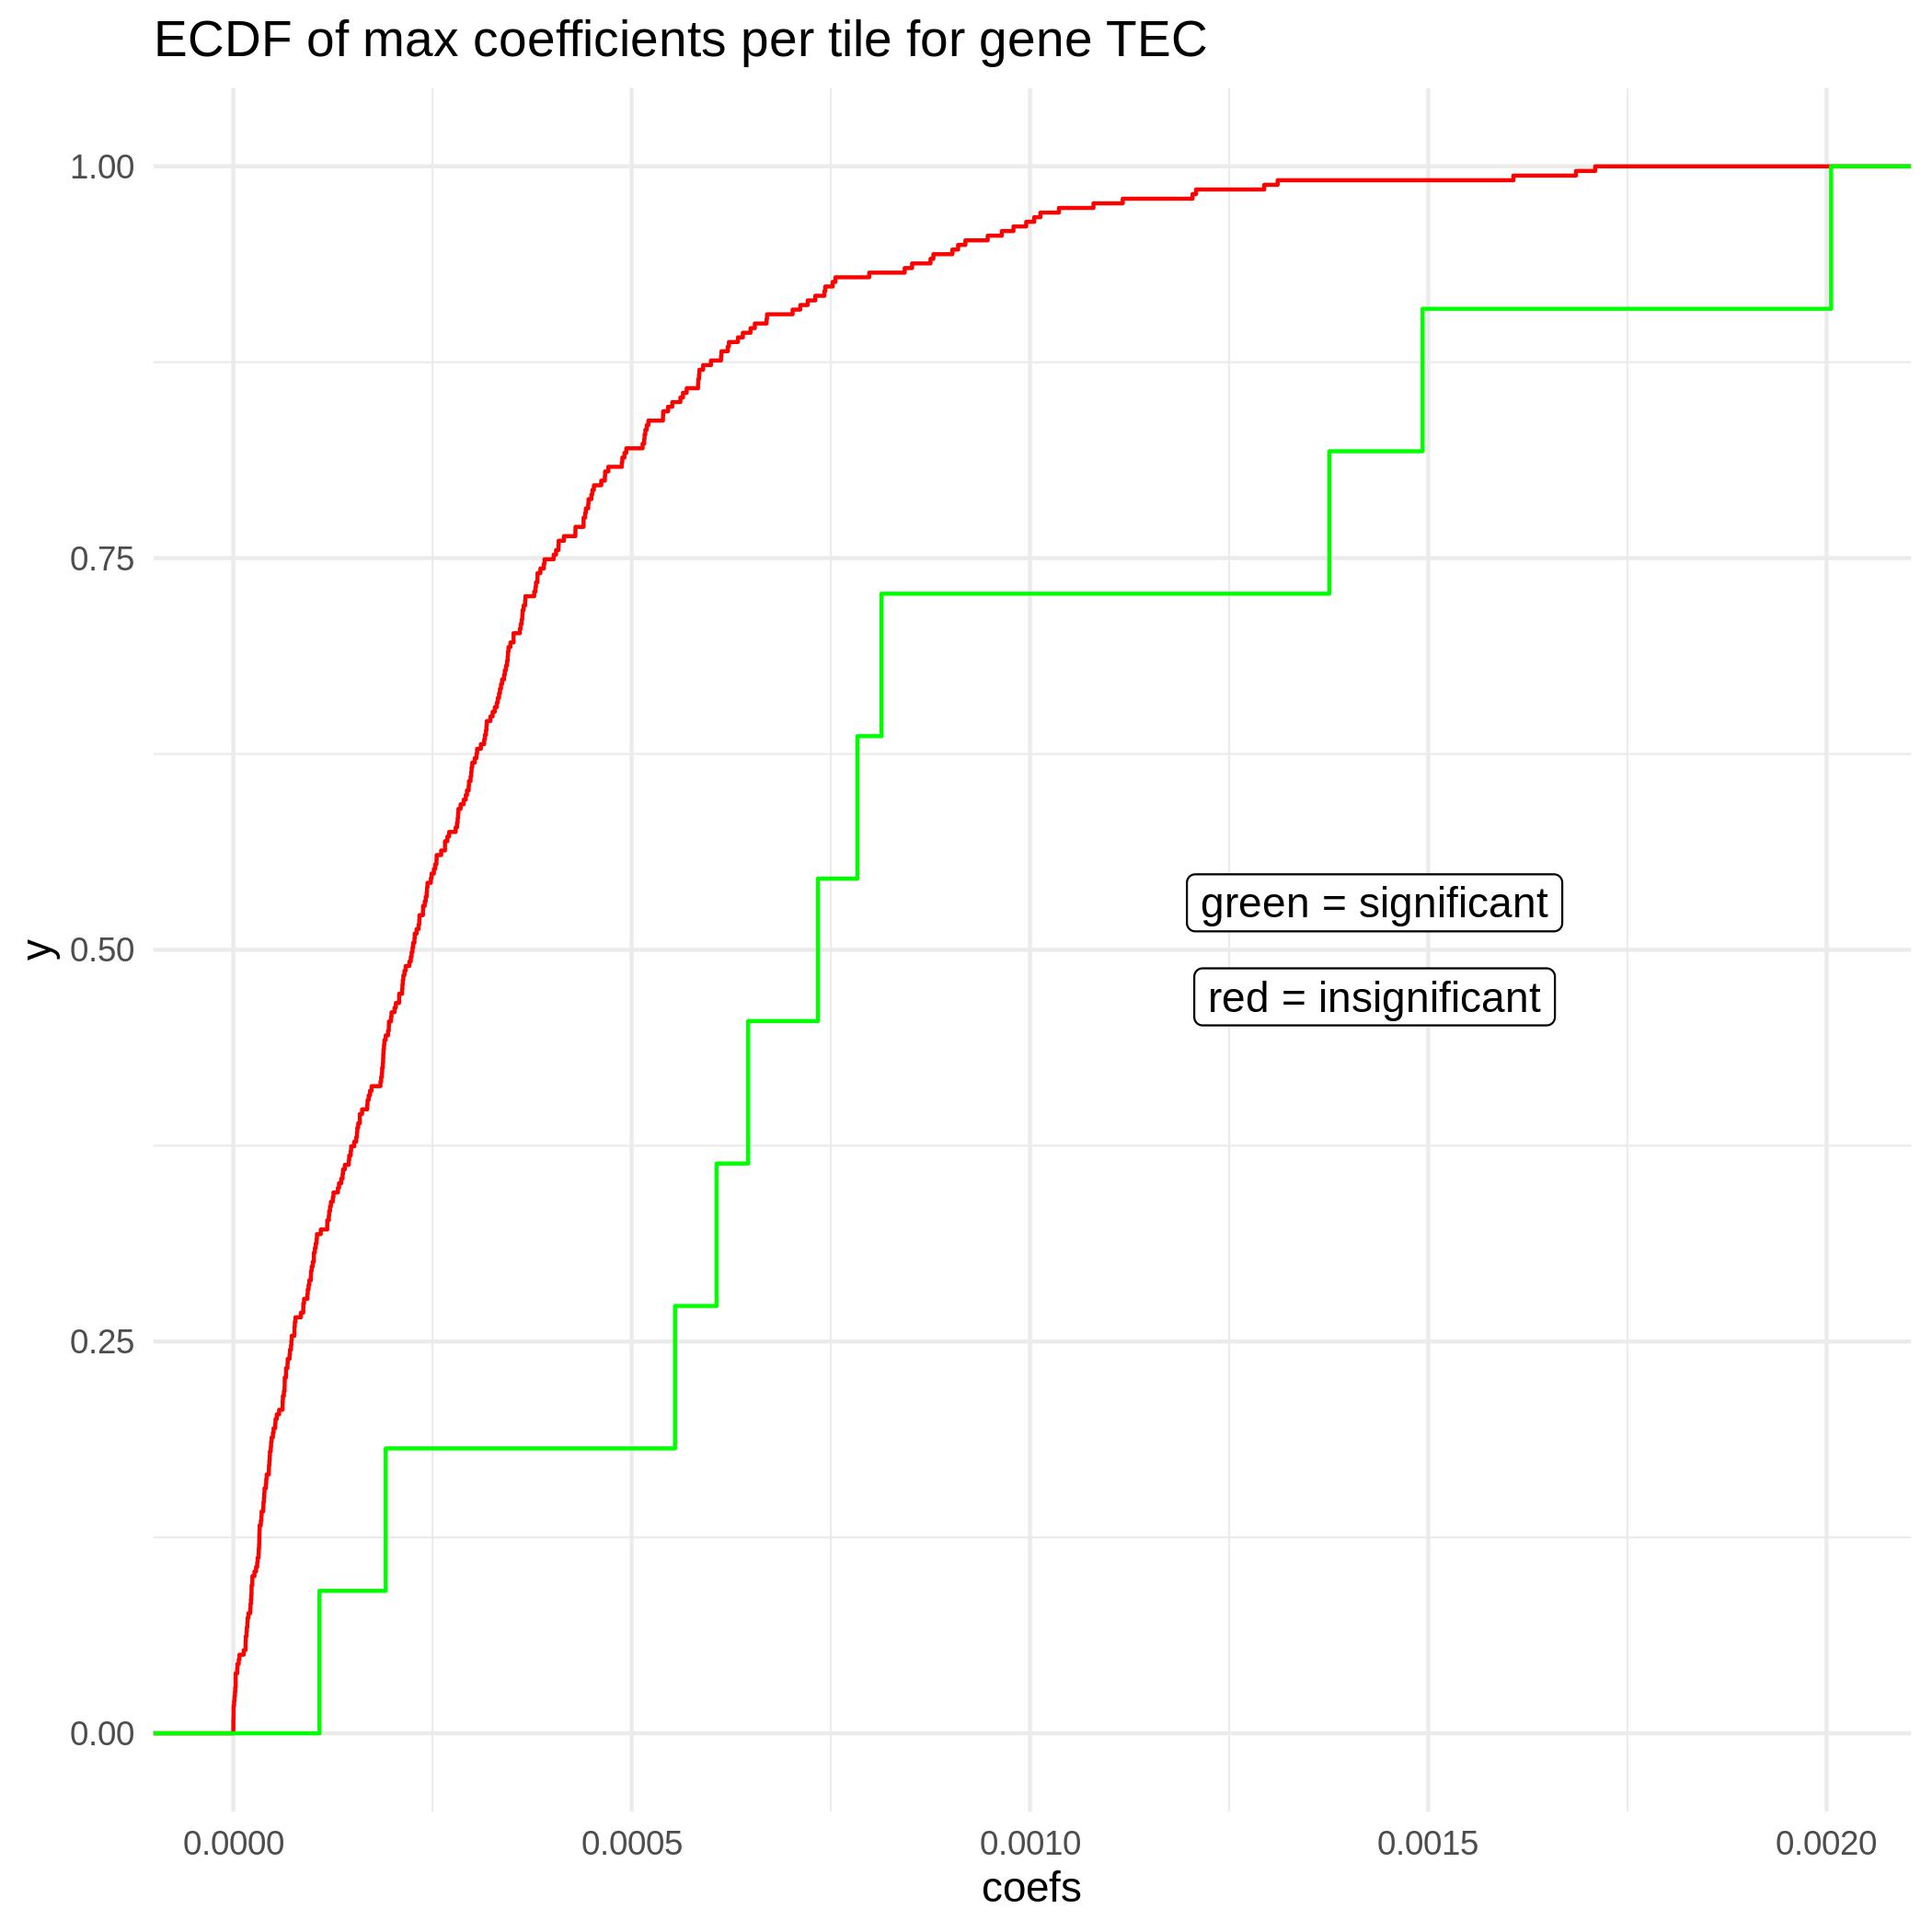 ECDF of max coefficients per tile for gene TEC
1.00
0.75
0.50
0.25
0.00
y
green = significant
red = insignificant
0.0000 0.0005 0.0010 0.0015 0.0020
coefs